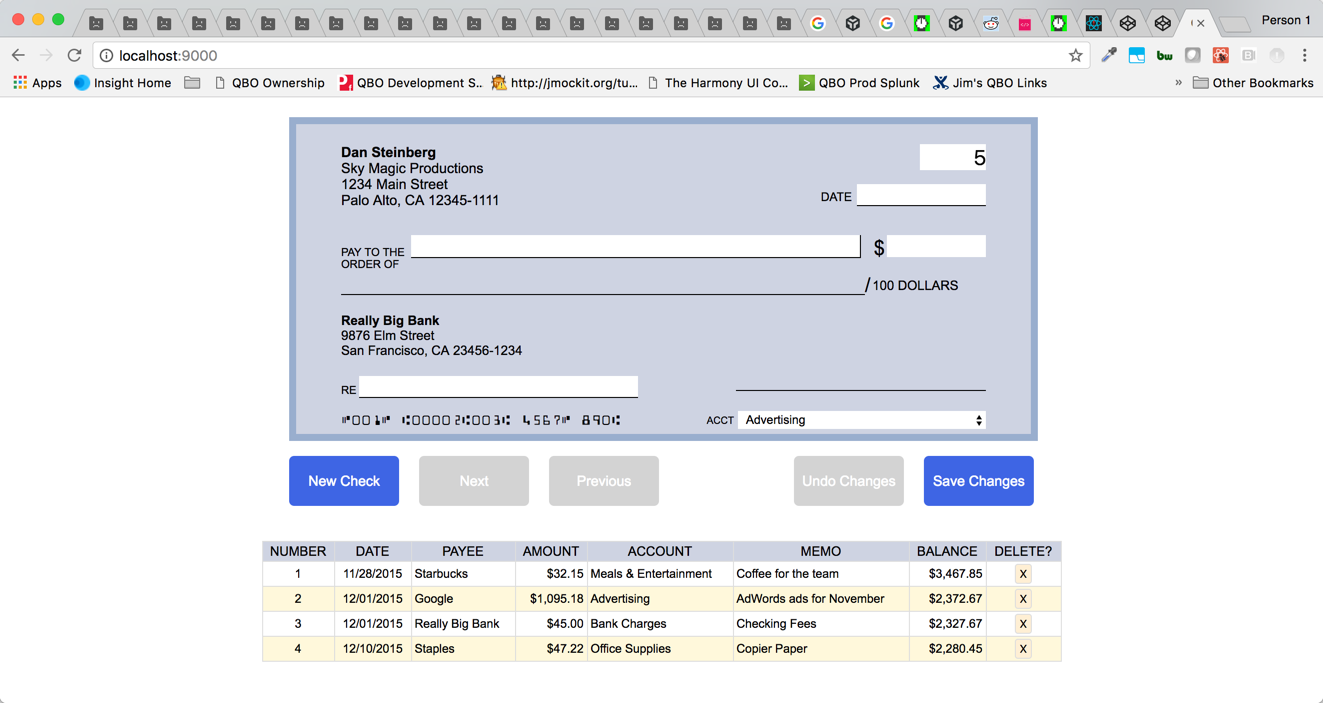 Person 1
localhost:9000
bw
Apps
Insight Home
QBO Ownership
QBO Development S...
http://jmockit.org/tu...
The Harmony UI Co...
QBO Prod Splunk
Jim's QBO Links
»
Other Bookmarks
Dan Steinberg
Sky Magic Productions
1234 Main Street
Palo Alto, CA 12345-1111
5
DATE
PAY TO THE
ORDER OF
$
/ 100 DOLLARS
Really Big Bank
9876 Elm Street
San Francisco, CA 23456-1234
RE
⑈001⑈ ⑆000021003⑆ 4567⑈ 890⑆
ACCT Advertising
New Check Next Previous Undo Changes Save Changes
NUMBER DATE PAYEE AMOUNT ACCOUNT MEMO BALANCE DELETE?
1 11/28/2015 Starbucks $32.15 Meals & Entertainment Coffee for the team $3,467.85 X
2 12/01/2015 Google $1,095.18 Advertising AdWords ads for November $2,372.67 X
3 12/01/2015 Really Big Bank $45.00 Bank Charges Checking Fees $2,327.67 X
4 12/10/2015 Staples $47.22 Office Supplies Copier Paper $2,280.45 X